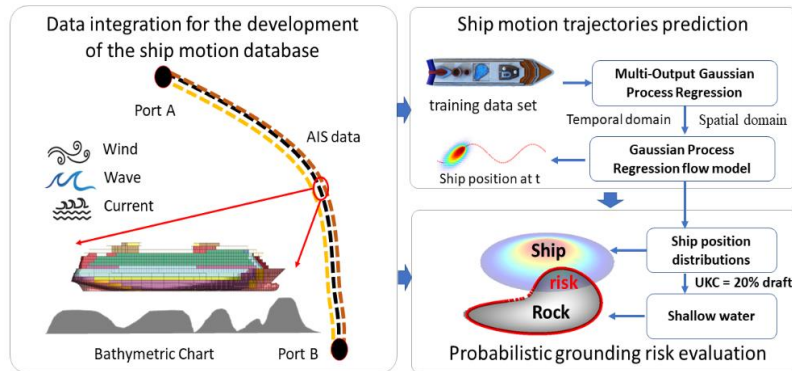 Data integration for the development
of the ship motion database
Port A
AIS data
Wind
Wave
Current
Bathymetric Chart
Port B
Ship motion trajectories prediction
training data set
Multi-Output Gaussian
Process Regression
Temporal domain
Spatial domain
Gaussian Process
Regression flow model
Ship position at t
Ship
risk
Rock
Ship position
distributions
UKC = 20% draft
Shallow water
Probabilistic grounding risk evaluation